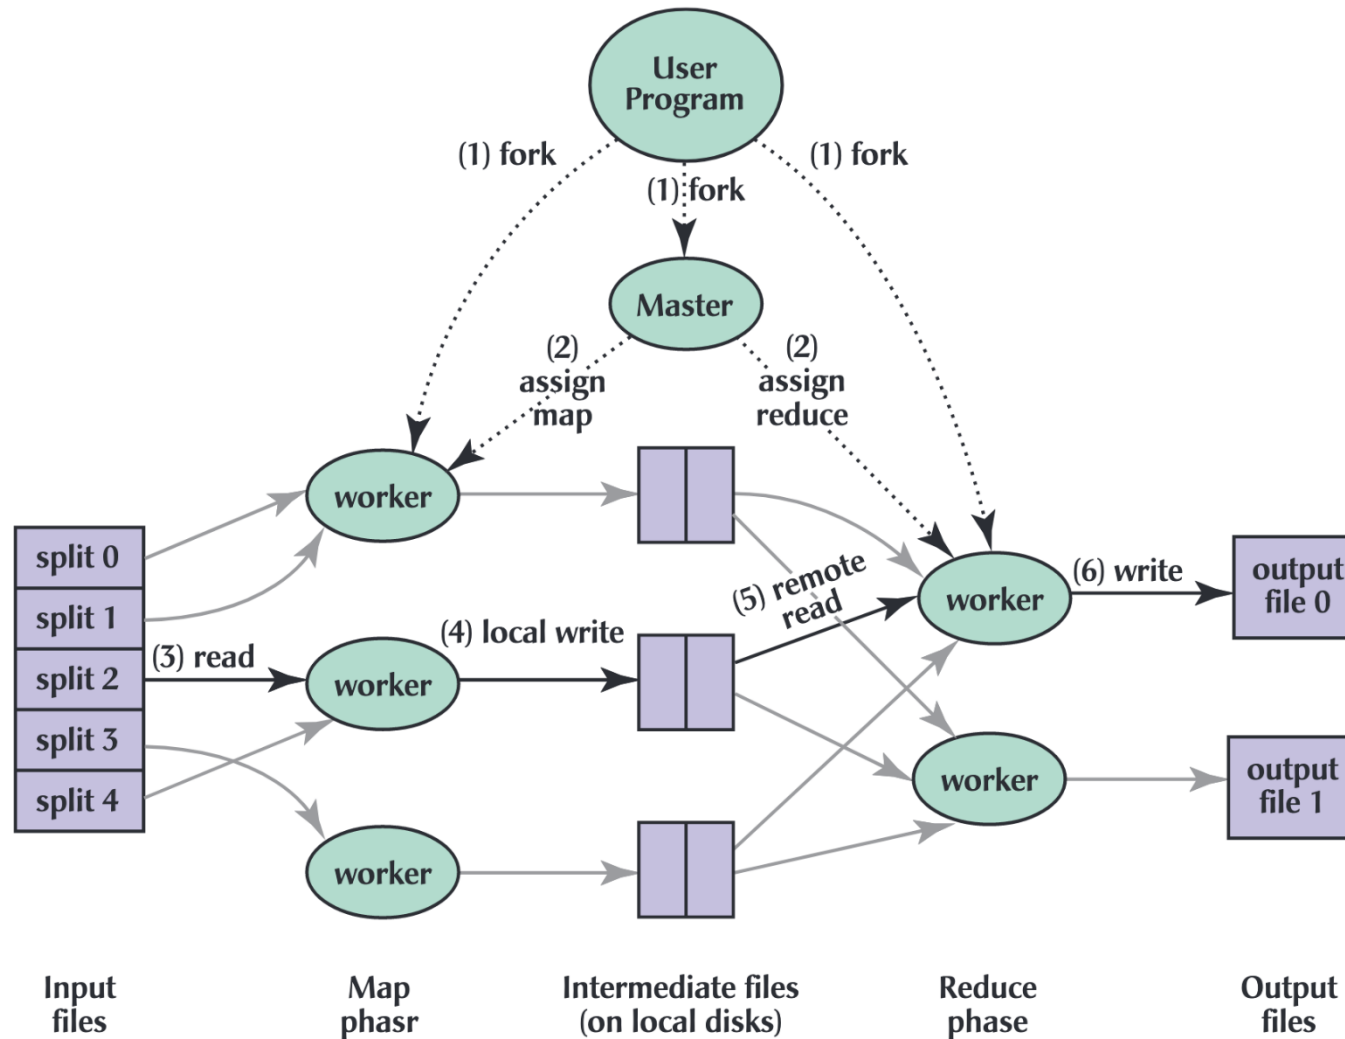 User
Program
(1) fork
(1) fork
(1) fork
Master
(2)
assign
map
(2)
assign
reduce
worker
split 0
split 1
split 2
split 3
split 4
(3) read
worker
(4) local write
(5) remote
read
worker
(6) write
output
file 0
worker
worker
output
file 1
Input
files
Map
phasr
Intermediate files
(on local disks)
Reduce
phase
Output
files